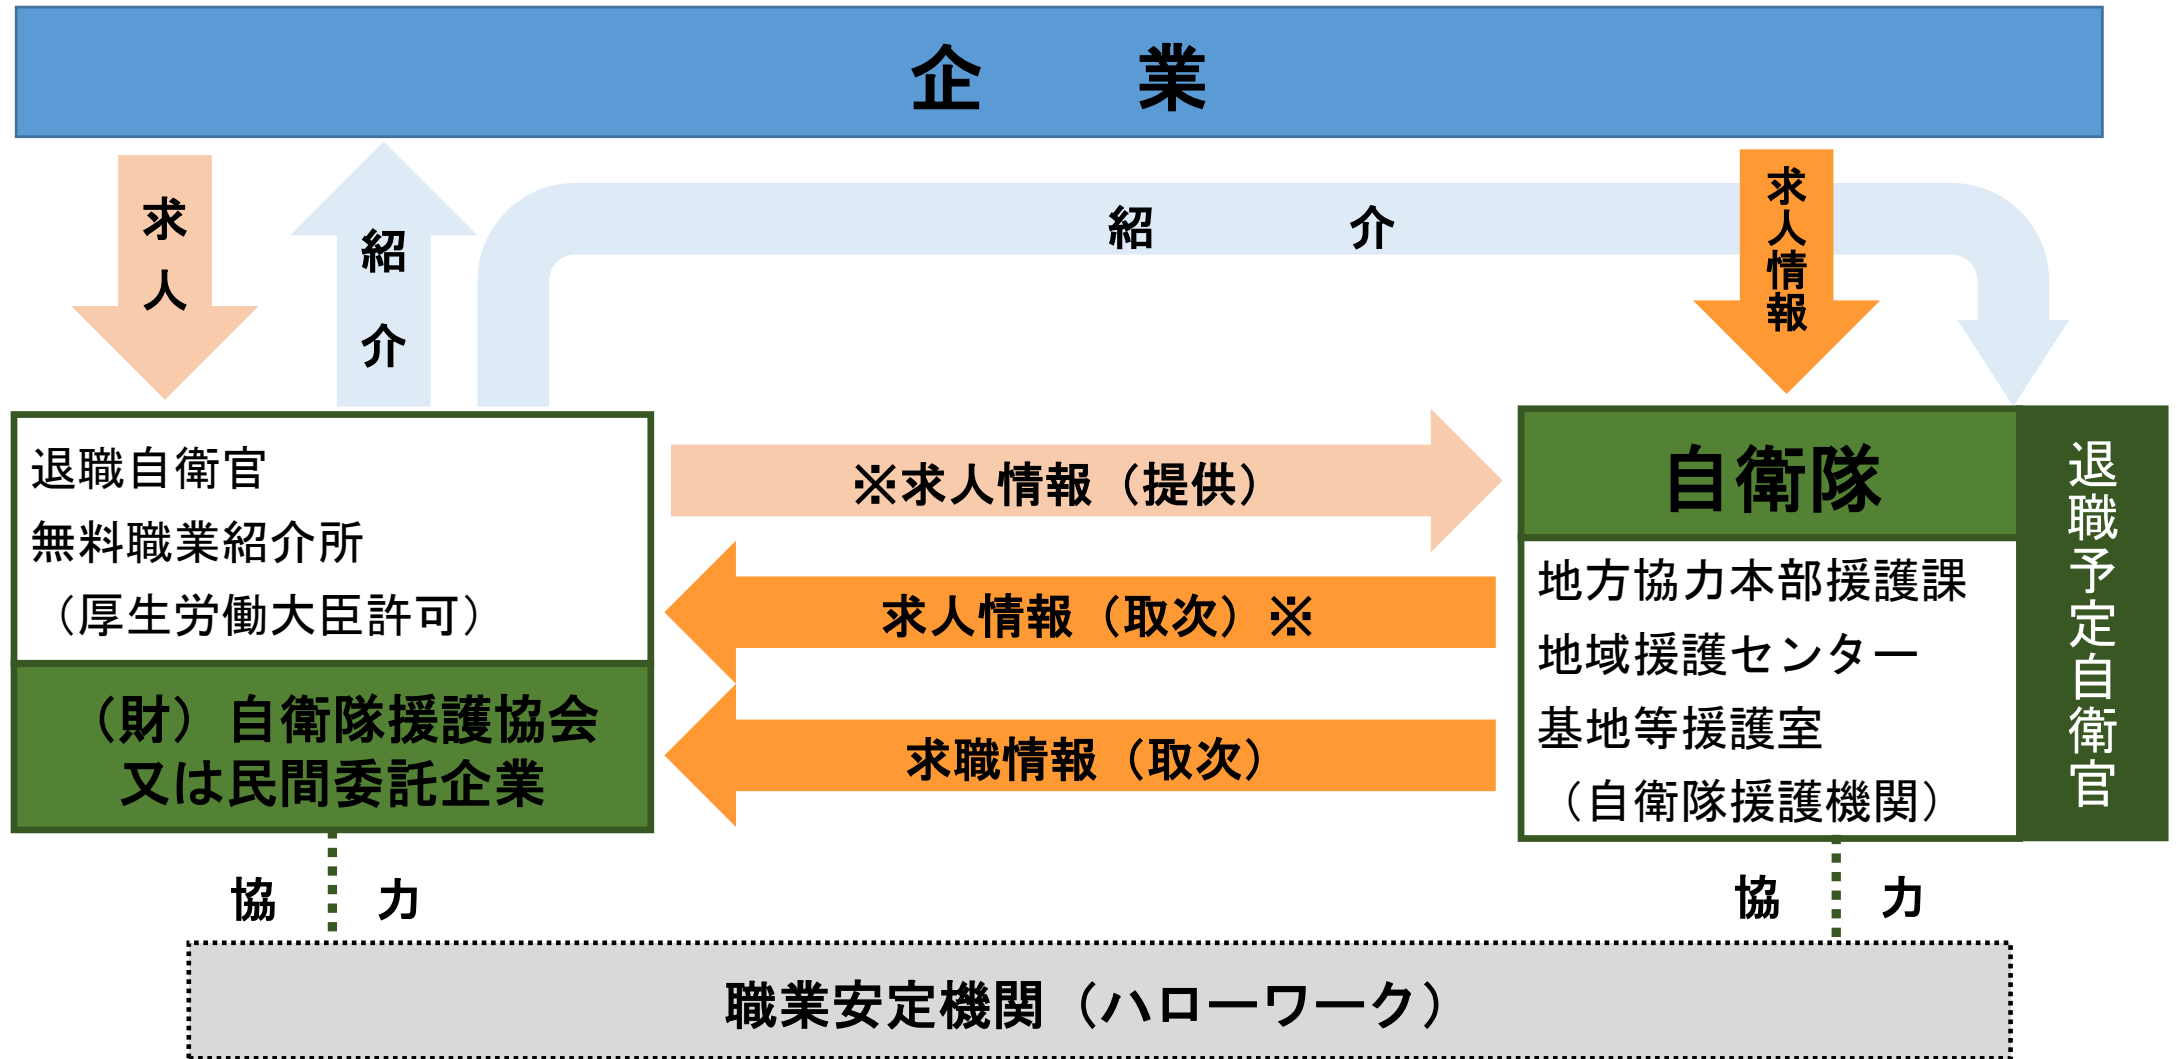 企業
求人
紹介
紹介
求人情報
退職自衛官
無料職業紹介所
（厚生労働大臣許可）
（財）自衛隊援護協会
又は民間委託企業
※求人情報（提供）
求人情報（取次）※
求職情報（取次）
自衛隊
地方協力本部援護課
地域援護センター
基地等援護室
（自衛隊援護機関）
退職予定自衛官
協力
協力
職業安定機関（ハローワーク）